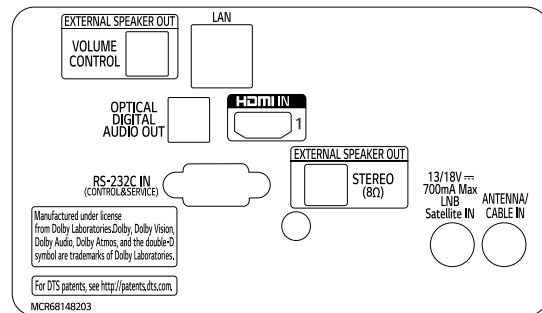 EXTERNAL SPEAKER OUT
VOLUME
CONTROL
LAN
OPTICAL
DIGITAL
AUDIO OUT
HDMI IN
1
EXTERNAL SPEAKER OUT
STEREO
(8Ω)
RS-232C IN
(CONTROL&SERVICE)
13/18V ⎓
700mA Max
LNB
Satellite IN
ANTENNA/
CABLE IN
Manufactured under license
from Dolby Laboratories.Dolby, Dolby Vision,
Dolby Audio, Dolby Atmos, and the double-D
symbol are trademarks of Dolby Laboratories.
For DTS patents, see http://patents.dts.com.
MCR68148203